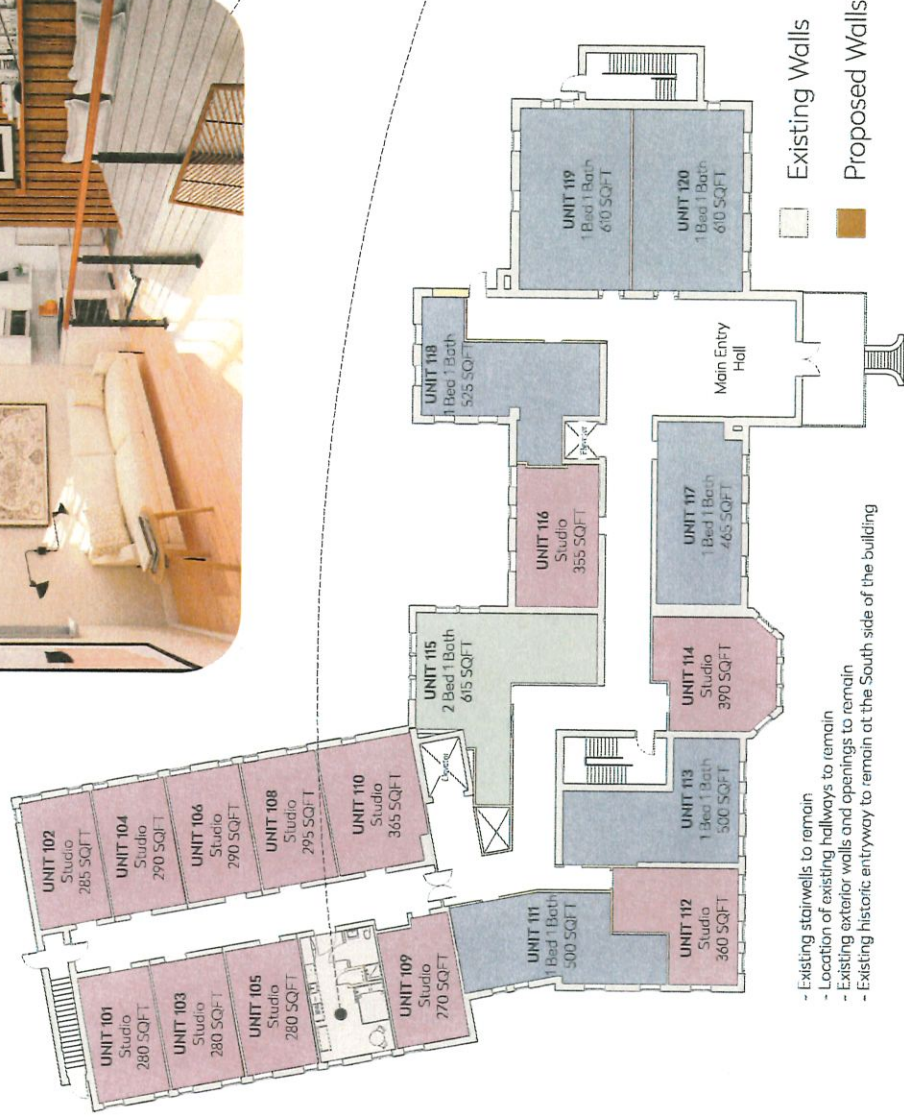 UNIT 101
Studio
280 SQFT
UNIT 103
Studio
280 SQFT
UNIT 105
Studio
280 SQFT
UNIT 109
Studio
270 SQFT
UNIT 102
Studio
285 SQFT
UNIT 104
Studio
290 SQFT
UNIT 106
Studio
290 SQFT
UNIT 108
Studio
295 SQFT
UNIT 110
Studio
365 SQFT
UNIT 111
1 Bed 1 Bath
500 SQFT
UNIT 112
Studio
360 SQFT
UNIT 113
1 Bed 1 Bath
500 SQFT
UNIT 114
Studio
390 SQFT
UNIT 115
2 Bed 1 Bath
615 SQFT
UNIT 116
Studio
355 SQFT
UNIT 117
1 Bed 1 Bath
465 SQFT
UNIT 118
1 Bed 1 Bath
525 SQFT
UNIT 119
1 Bed 1 Bath
610 SQFT
UNIT 120
1 Bed 1 Bath
610 SQFT
Main Entry
Hall
Existing Walls
Proposed Walls
- Existing stairwells to remain
- Location of existing hallways to remain
- Existing exterior walls and openings to remain
- Existing historic entryway to remain at the South side of the building